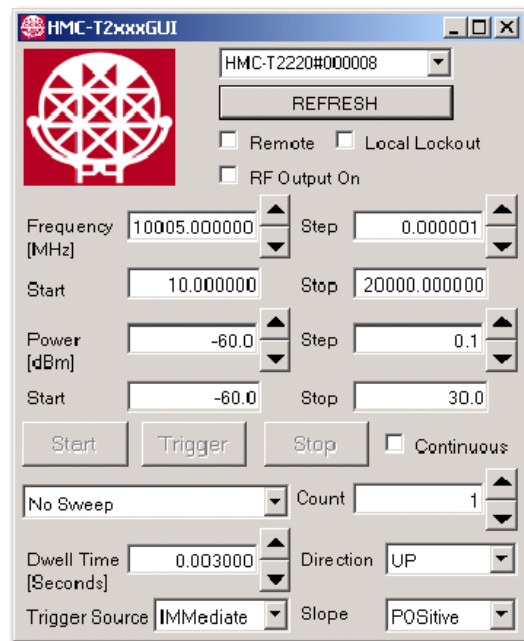 HMC-T2xxxGUI
HMC-T2220#000008
REFRESH
Remote Local Lockout
RF Output On
Frequency [MHz] 10005.000000 Step 0.000001
Start 10.000000 Stop 20000.000000
Power [dBm] -60.0 Step 0.1
Start -60.0 Stop 30.0
Start Trigger Stop Continuous
No Sweep Count 1
Dwell Time [Seconds] 0.003000 Direction UP
Trigger Source IMMediate Slope POSitive